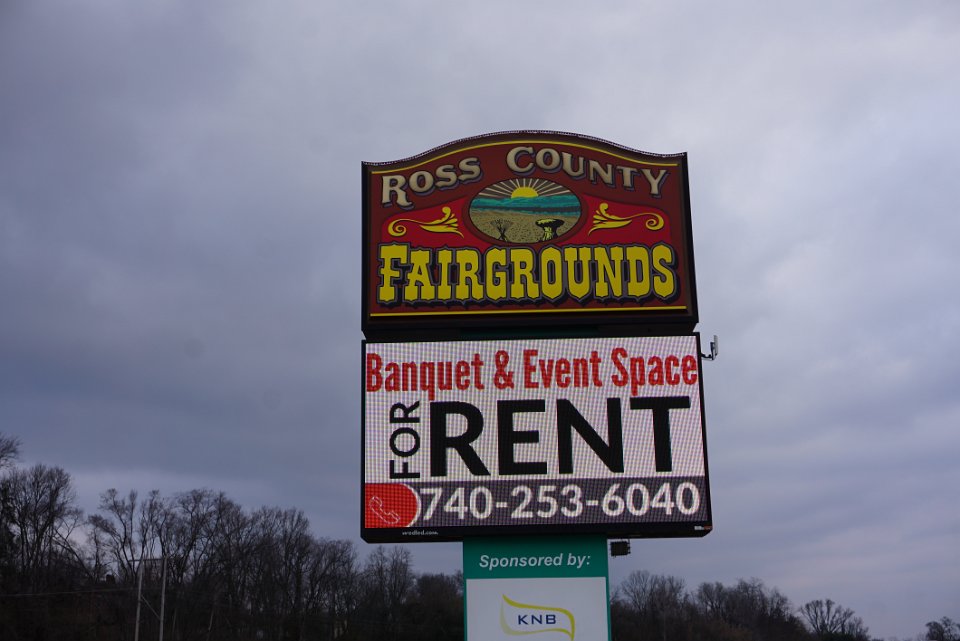 Ross County
Fairgrounds
Banquet & Event Space
FOR
RENT
740-253-6040
Sponsored by:
KNB